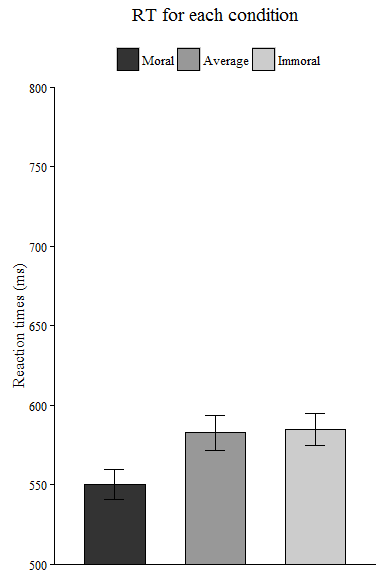 RT for each condition
Moral Average Immoral
Reaction times (ms)
800
750
700
650
600
550
500